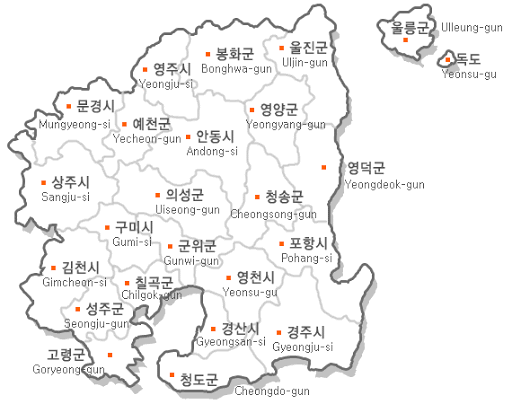 울릉군
Ulleung-gun
독도
Yeonsu-gu
봉화군
Bonghwa-gun
울진군
Uljin-gun
영주시
Yeongju-si
문경시
Mungyeong-si
예천군
Yecheon-gun
안동시
Andong-si
영양군
Yeongyang-gun
영덕군
Yeongdeok-gun
상주시
Sangju-si
의성군
Uiseong-gun
청송군
Cheongsong-gun
구미시
Gumi-si
군위군
Gunwi-gun
포항시
Pohang-si
김천시
Gimcheon-si
칠곡군
Chilgok-gun
영천시
Yeonsu-gu
성주군
Seongju-gun
경산시
Gyeongsan-si
경주시
Gyeongju-si
고령군
Goryeong-gun
청도군
Cheongdo-gun